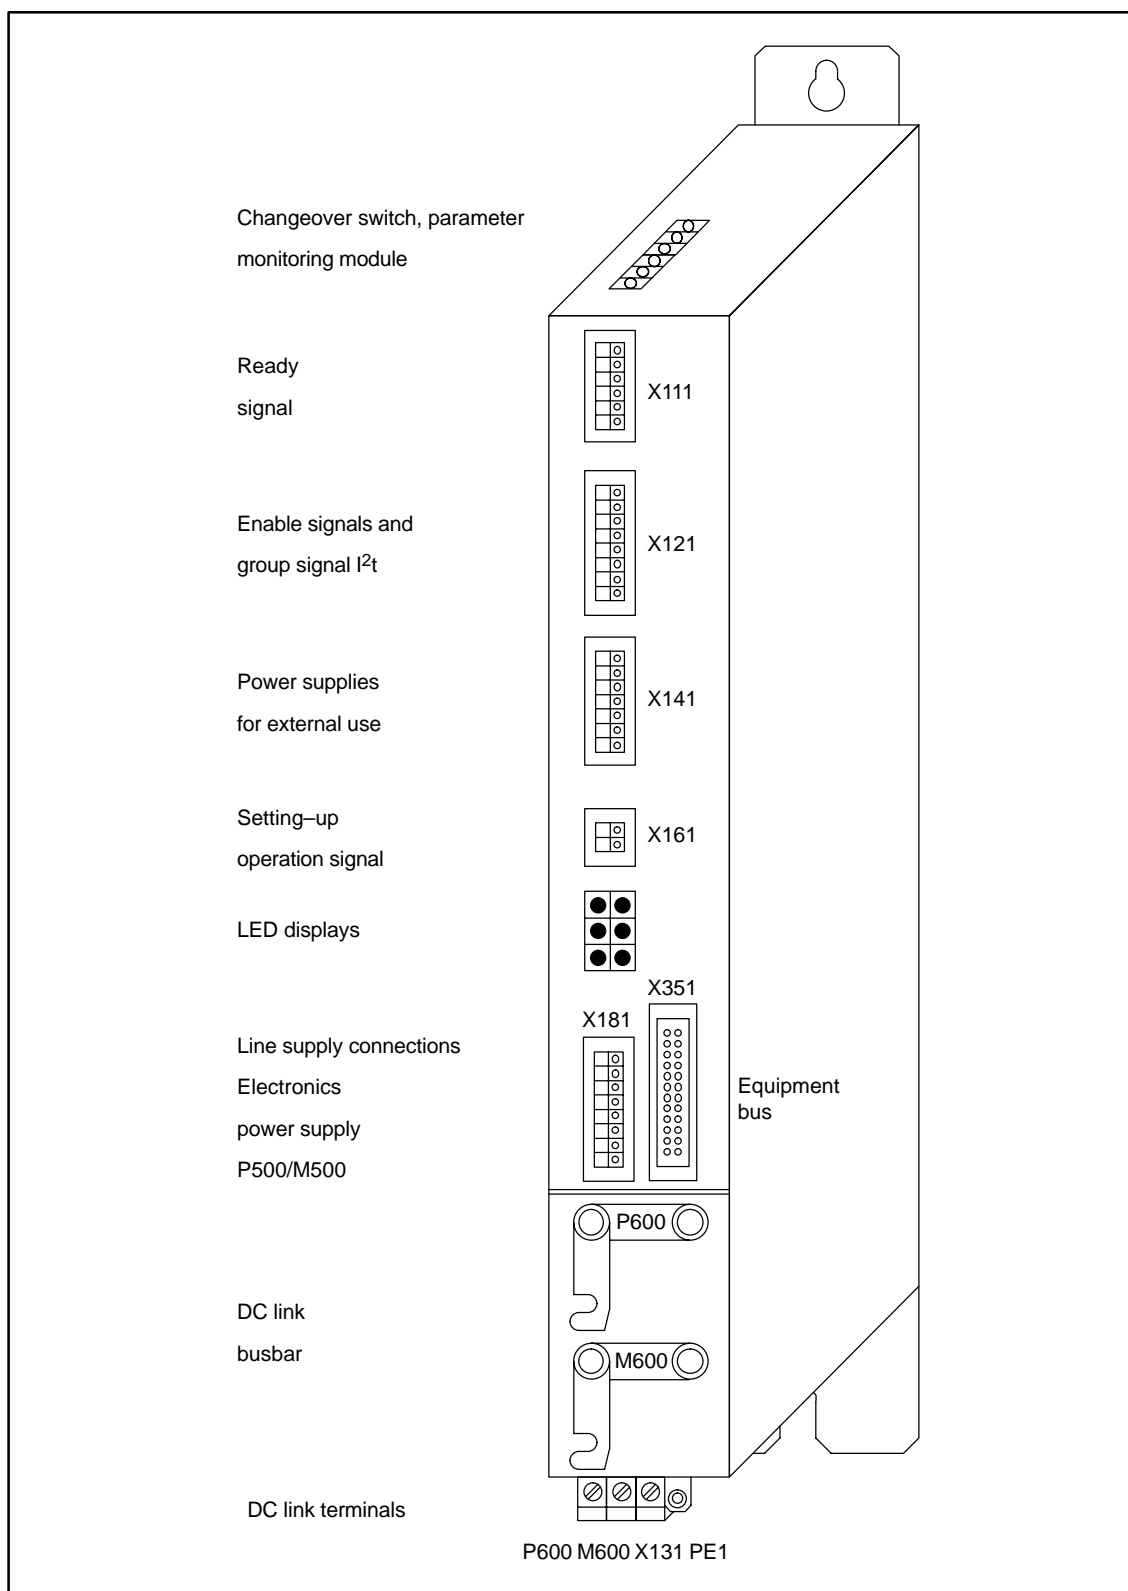 Changeover switch, parameter
monitoring module
Ready
signal
X111
Enable signals and
group signal I²t
X121
Power supplies
for external use
X141
Setting–up
operation signal
X161
LED displays
X351
X181
Line supply connections
Electronics
power supply
P500/M500
Equipment
bus
P600
DC link
busbar
M600
DC link terminals
P600 M600 X131 PE1